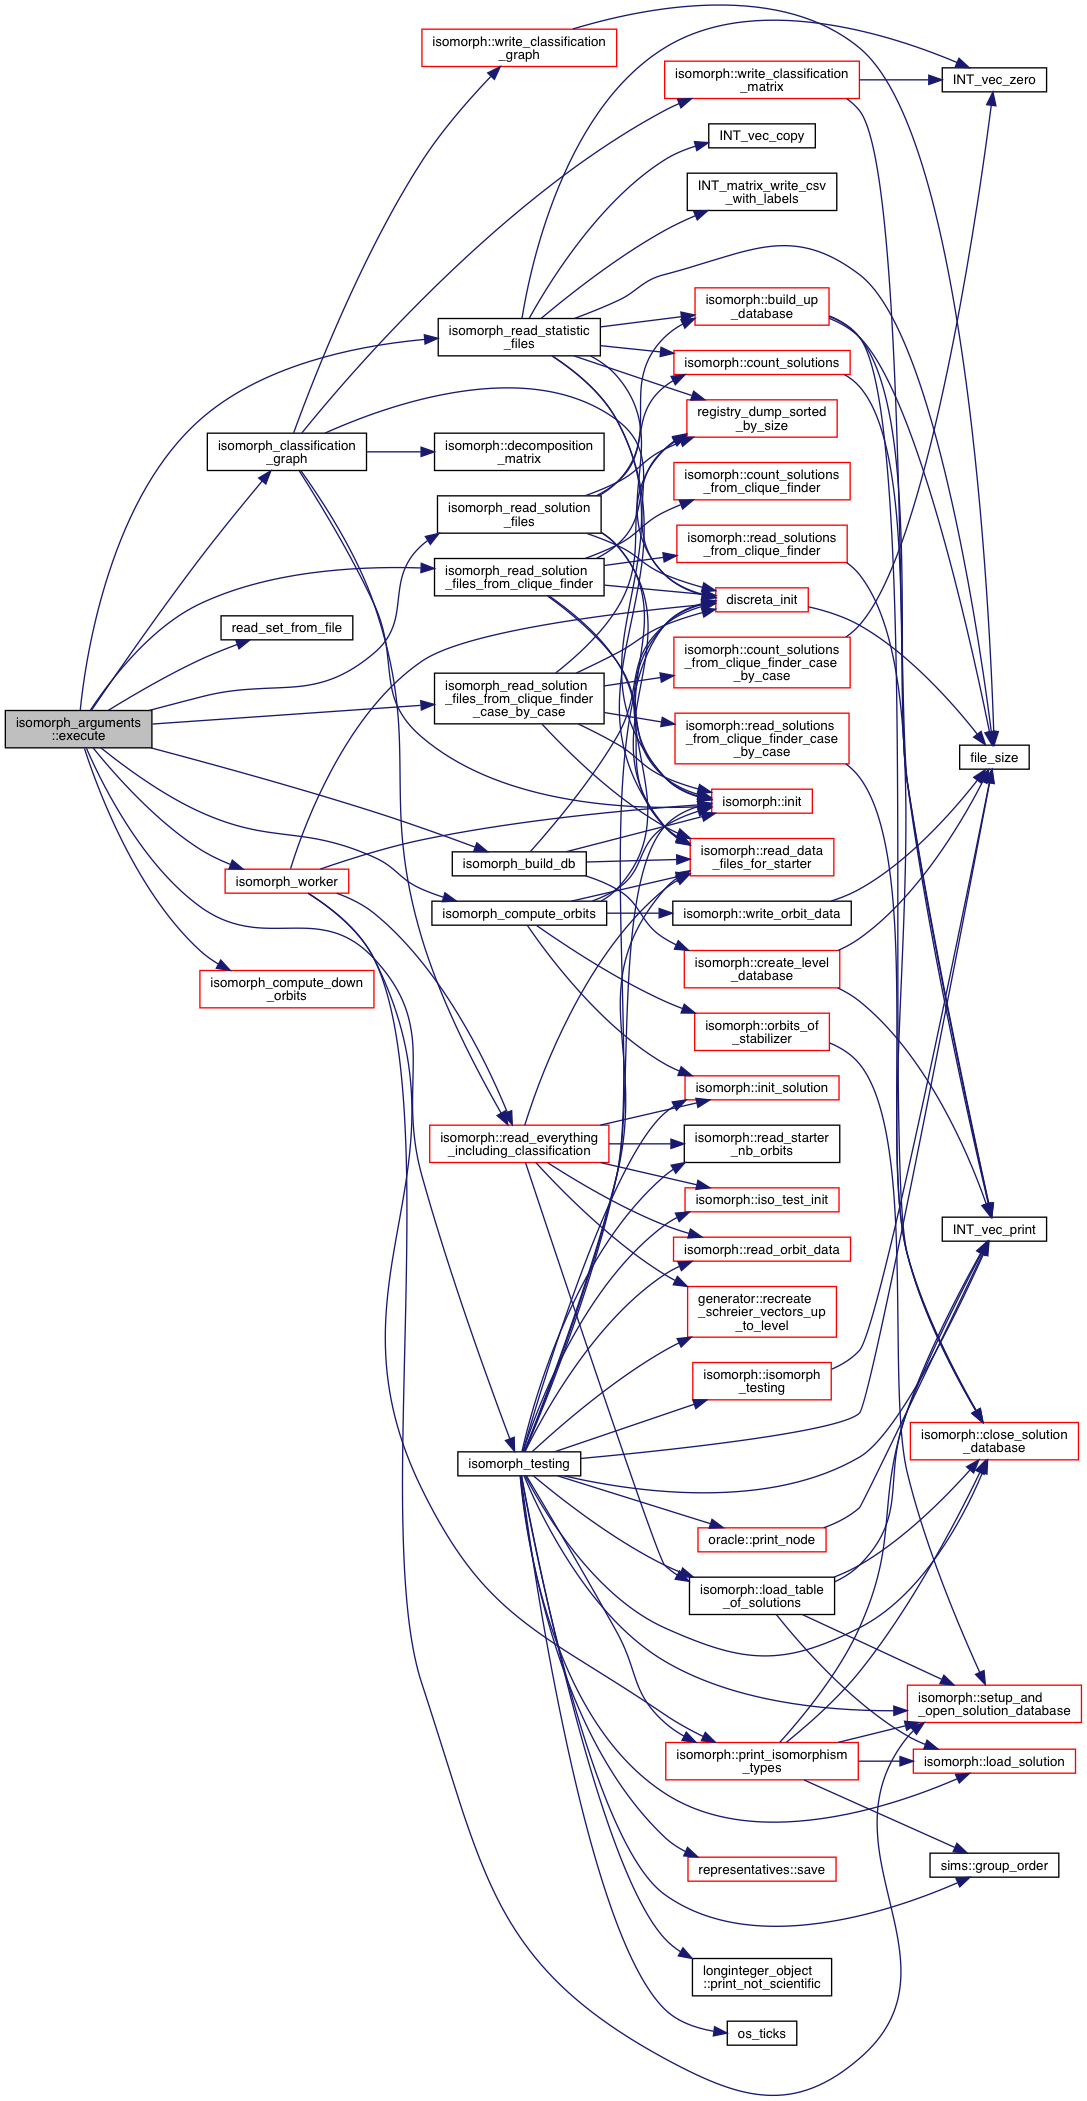 isomorph::write_classification
_graph
isomorph::write_classification
_matrix
INT_vec_zero
INT_vec_copy
INT_matrix_write_csv
_with_labels
isomorph::build_up
_database
isomorph_read_statistic
_files
isomorph::count_solutions
registry_dump_sorted
_by_size
isomorph_classification
_graph
isomorph::decomposition
_matrix
isomorph::count_solutions
_from_clique_finder
isomorph_read_solution
_files
isomorph::read_solutions
_from_clique_finder
isomorph_read_solution
_files_from_clique_finder
discreta_init
read_set_from_file
isomorph::count_solutions
_from_clique_finder_case
_by_case
isomorph_read_solution
_files_from_clique_finder
_case_by_case
isomorph_arguments
::execute
isomorph::read_solutions
_from_clique_finder_case
_by_case
file_size
isomorph::init
isomorph_build_db
isomorph::read_data
_files_for_starter
isomorph_worker
isomorph_compute_orbits
isomorph::write_orbit_data
isomorph_compute_down
_orbits
isomorph::create_level
_database
isomorph::orbits_of
_stabilizer
isomorph::init_solution
isomorph::read_everything
_including_classification
isomorph::read_starter
_nb_orbits
isomorph::iso_test_init
INT_vec_print
isomorph::read_orbit_data
generator::recreate
_schreier_vectors_up
_to_level
isomorph::isomorph
_testing
isomorph::close_solution
_database
isomorph_testing
oracle::print_node
isomorph::load_table
_of_solutions
isomorph::setup_and
_open_solution_database
isomorph::print_isomorphism
_types
isomorph::load_solution
representatives::save
sims::group_order
longinteger_object
::print_not_scientific
os_ticks